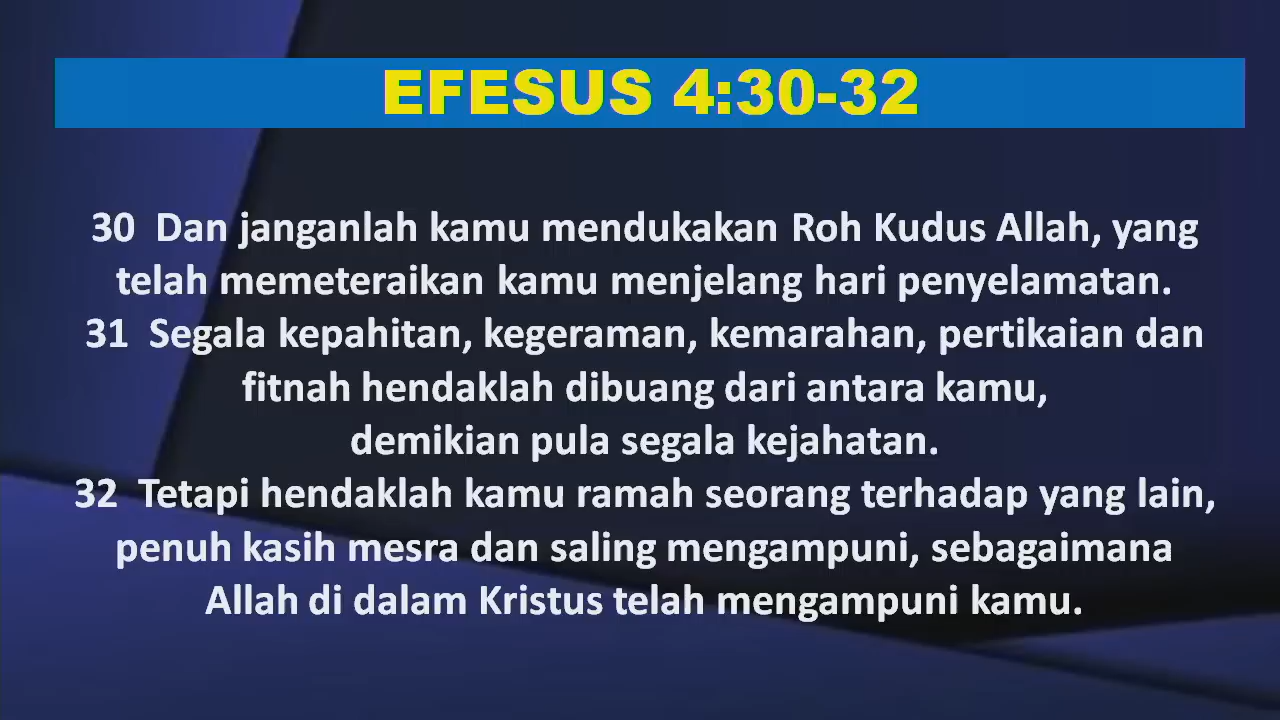 EFESUS 4:30-32
30 Dan janganlah kamu mendukakan Roh Kudus Allah, yang
telah memeteraikan kamu menjelang hari penyelamatan.
31 Segala kepahitan, kegeraman, kemarahan, pertikaian dan
fitnah hendaklah dibuang dari antara kamu,
demikian pula segala kejahatan.
32 Tetapi hendaklah kamu ramah seorang terhadap yang lain,
penuh kasih mesra dan saling mengampuni, sebagaimana
Allah di dalam Kristus telah mengampuni kamu.